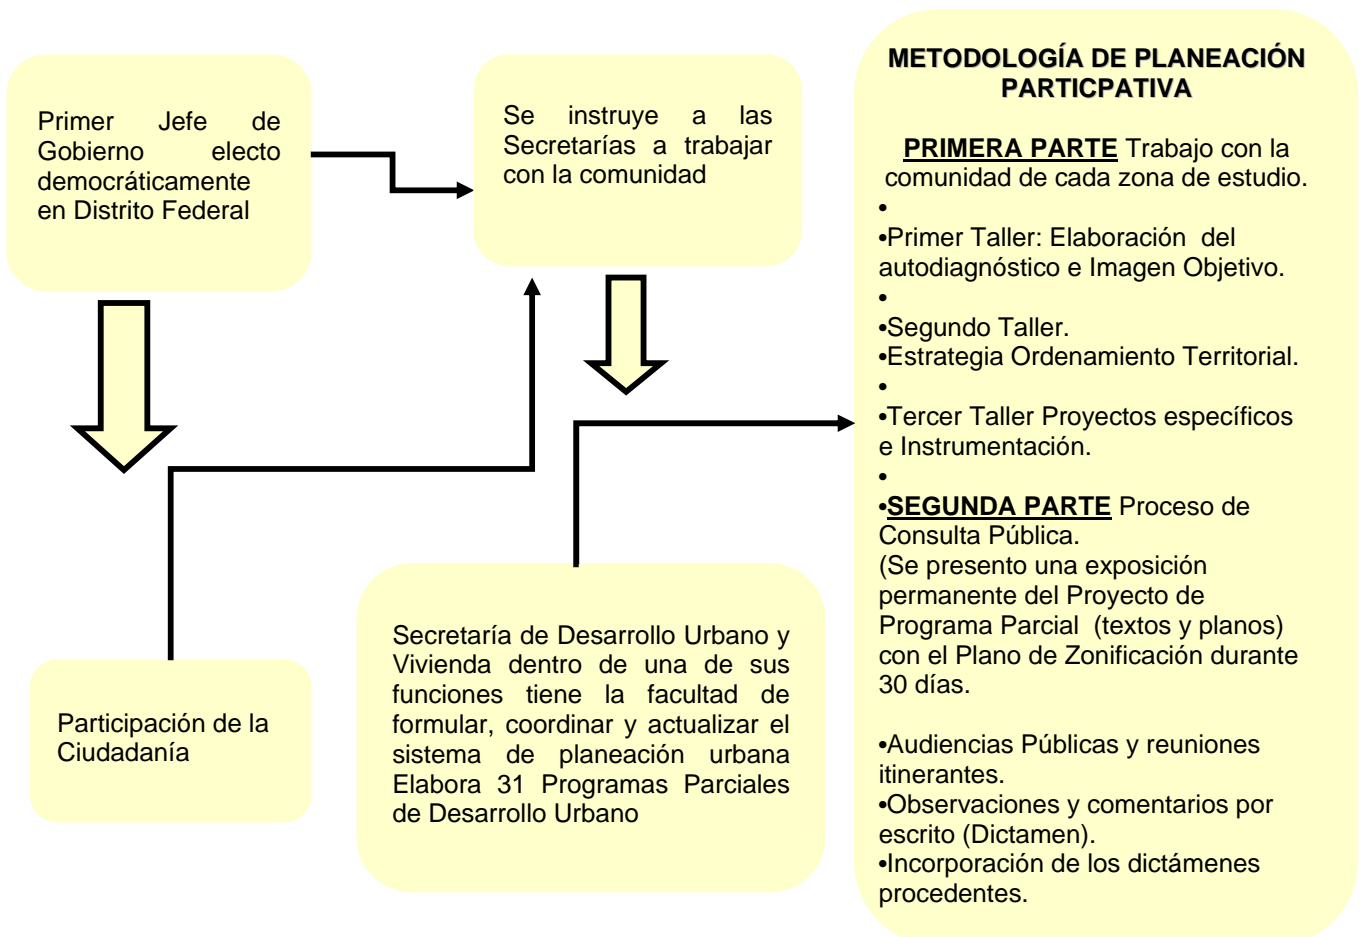 Primer Jefe de
Gobierno electo
democráticamente
en Distrito Federal
Se instruye a las
Secretarías a trabajar
con la comunidad
Participación de la
Ciudadanía
Secretaría de Desarrollo Urbano y
Vivienda dentro de una de sus
funciones tiene la facultad de
formular, coordinar y actualizar el
sistema de planeación urbana
Elabora 31 Programas Parciales
de Desarrollo Urbano
METODOLOGÍA DE PLANEACIÓN
PARTICPATIVA
PRIMERA PARTE Trabajo con la
comunidad de cada zona de estudio.
•
•Primer Taller: Elaboración del
autodiagnóstico e Imagen Objetivo.
•
•Segundo Taller.
•Estrategia Ordenamiento Territorial.
•
•Tercer Taller Proyectos específicos
e Instrumentación.
•
•SEGUNDA PARTE Proceso de
Consulta Pública.
(Se presento una exposición
permanente del Proyecto de
Programa Parcial (textos y planos)
con el Plano de Zonificación durante
30 días.
•Audiencias Públicas y reuniones
itinerantes.
•Observaciones y comentarios por
escrito (Dictamen).
•Incorporación de los dictámenes
procedentes.